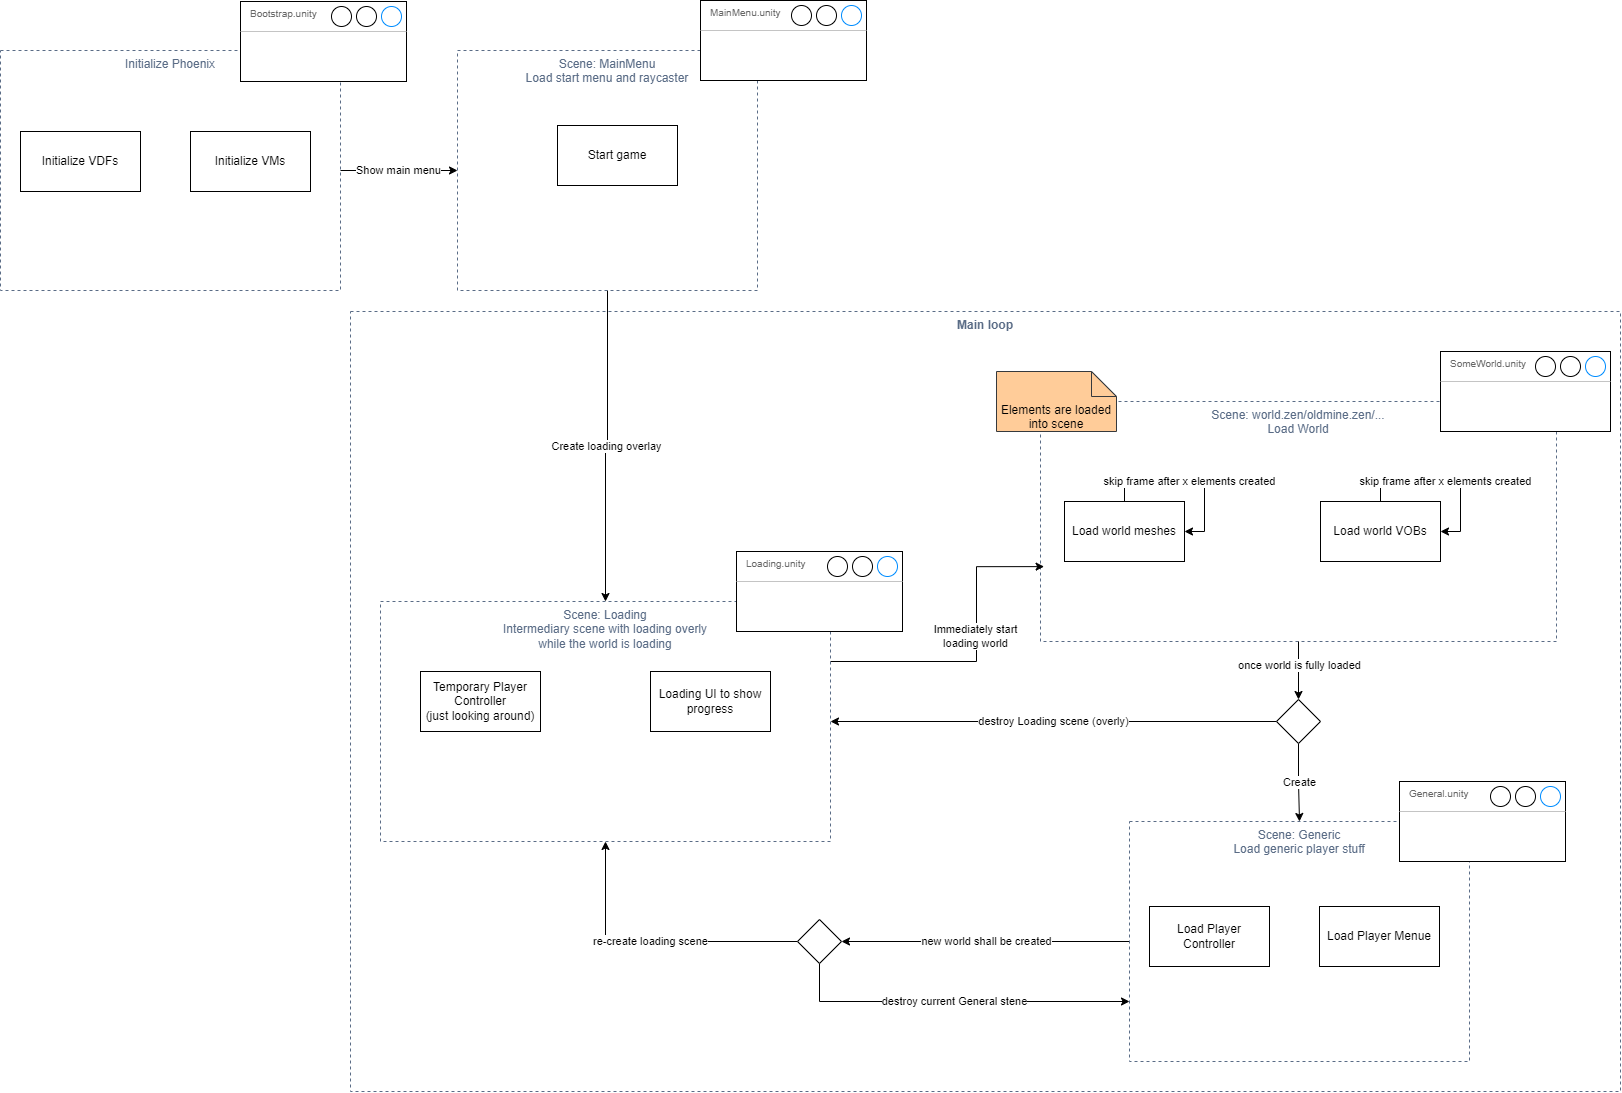 Bootstrap.unity
MainMenu.unity
Initialize Phoenix
Scene: MainMenu
Load start menu and raycaster
Initialize VDFs
Initialize VMs
Show main menu
Start game
Main loop
SomeWorld.unity
Elements are loaded
into scene
Scene: world.zen/oldmine.zen/...
Load World
Create loading overlay
skip frame after x elements created
skip frame after x elements created
Load world meshes
Load world VOBs
Loading.unity
Scene: Loading
Intermediary scene with loading overly
while the world is loading
Immediately start
loading world
once world is fully loaded
Temporary Player
Controller
(just looking around)
Loading UI to show
progress
destroy Loading scene (overly)
Create
General.unity
Scene: Generic
Load generic player stuff
Load Player
Controller
Load Player Menue
re-create loading scene
new world shall be created
destroy current General stene